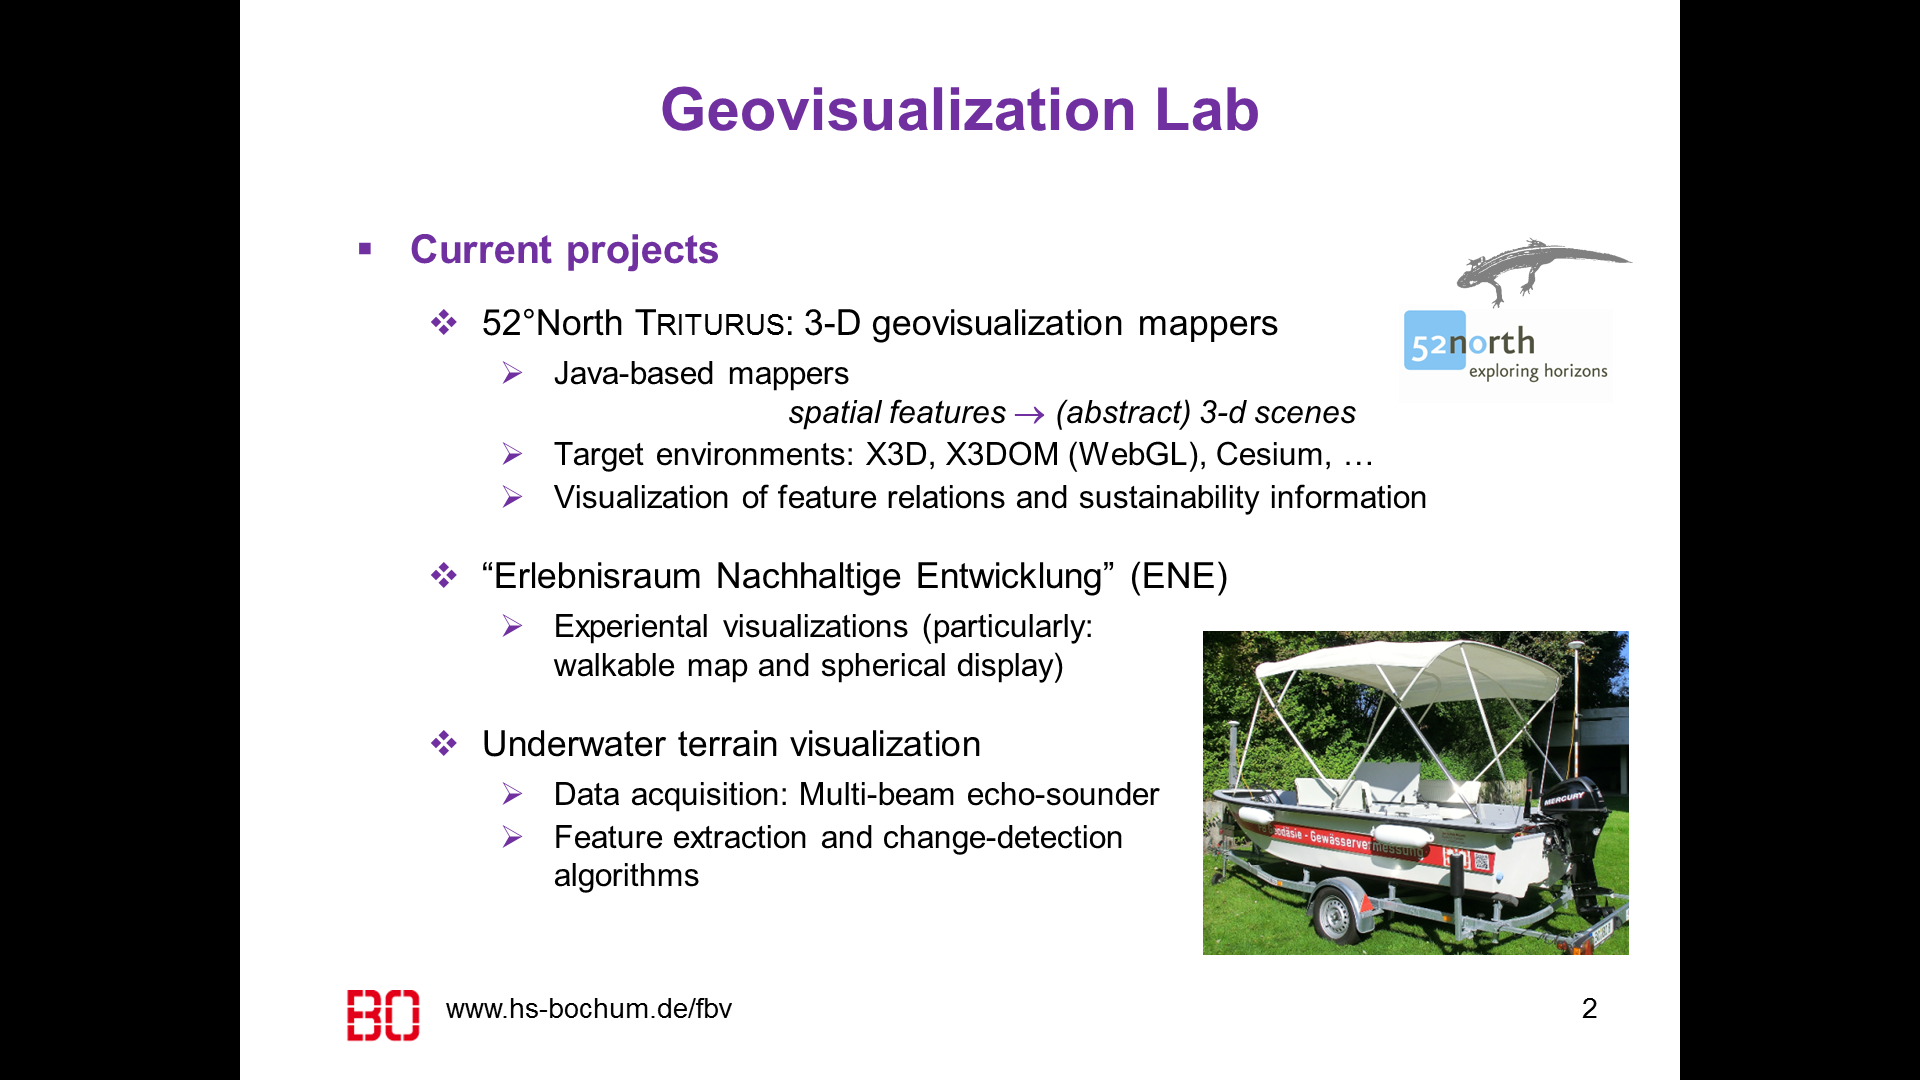 Geovisualization Lab
Current projects
52°North TRITURUS: 3-D geovisualization mappers
Java-based mappers
spatial features → (abstract) 3-d scenes
Target environments: X3D, X3DOM (WebGL), Cesium, …
Visualization of feature relations and sustainability information
52north
exploring horizons
“Erlebnisraum Nachhaltige Entwicklung” (ENE)
Experiental visualizations (particularly:
walkable map and spherical display)
Underwater terrain visualization
Data acquisition: Multi-beam echo-sounder
Feature extraction and change-detection
algorithms
MERCURY
Geodäsie - Gewässervermessung
BO
www.hs-bochum.de/fbv
2